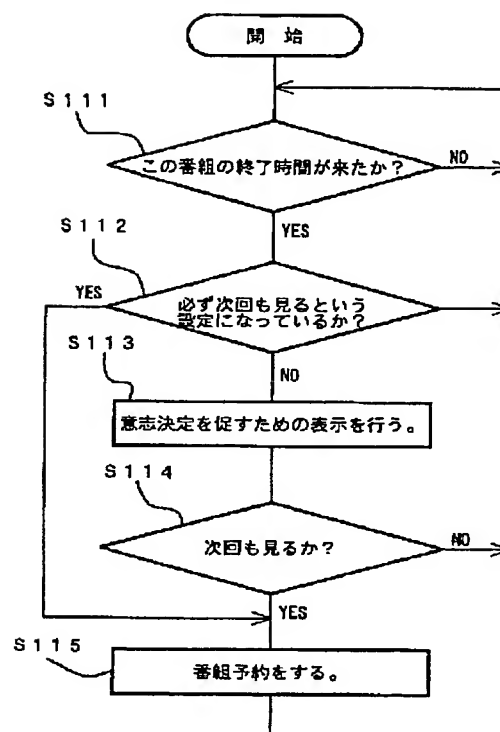 開 始
S111
この番組の終了時間が来たか?
NO
YES
S112
YES
必ず次回も見るという
設定になっているか?
NO
S113
意志決定を促すための表示を行う。
S114
次回も見るか?
NO
YES
S115
番組予約をする。